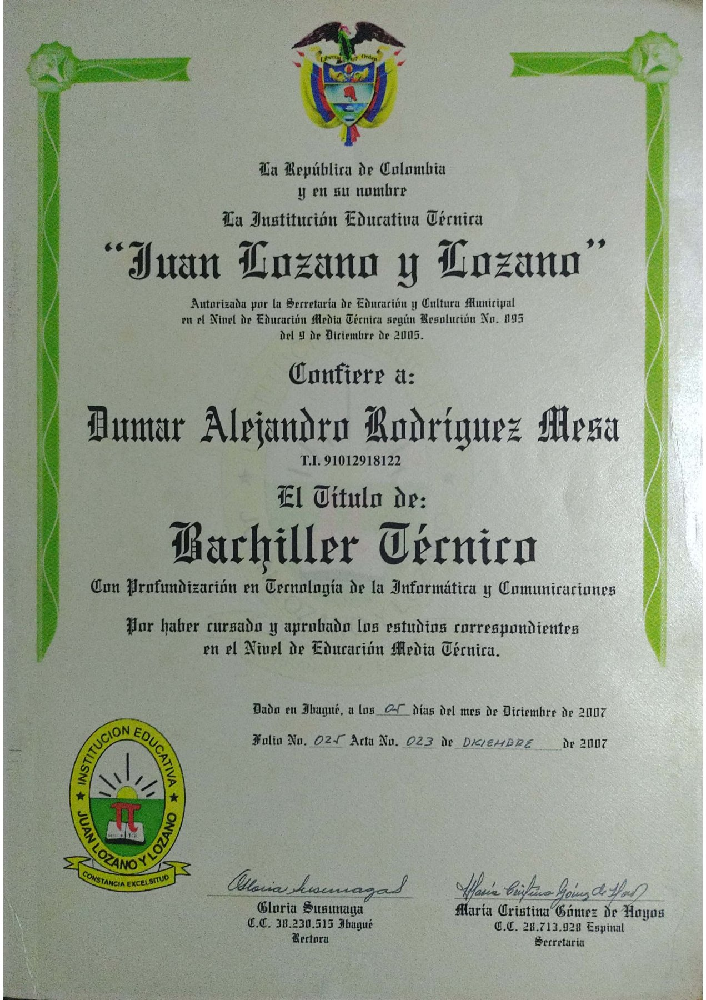 Libertad y Orden
La República de Colombia
y en su nombre
La Institución Educativa Técnica
“Juan Lozano y Lozano”
Autorizada por la Secretaría de Educación y Cultura Municipal
en el Nivel de Educación Media Técnica según Resolución No. 895
del 9 de Diciembre de 2005.
Confiere a:
Dumar Alejandro Rodríguez Mesa
T.I. 91012918122
El Título de:
Bachiller Técnico
Con Profundización en Tecnología de la Informática y Comunicaciones
Por haber cursado y aprobado los estudios correspondientes
en el Nivel de Educación Media Técnica.
Dado en Ibagué, a los 05 días del mes de Diciembre de 2007
Folio No. 025 Acta No. 023 de DICIEMBRE de 2007
INSTITUCION EDUCATIVA
JUAN LOZANO Y LOZANO
CONSTANCIA EXCELSITUD
Gloria Susunaga
María Cristina Gómez de Hoyos
Gloria Susunaga
María Cristina Gómez de Hoyos
C.C. 38.230.515 Ibagué
C.C. 28.713.928 Espinal
Rectora
Secretaria